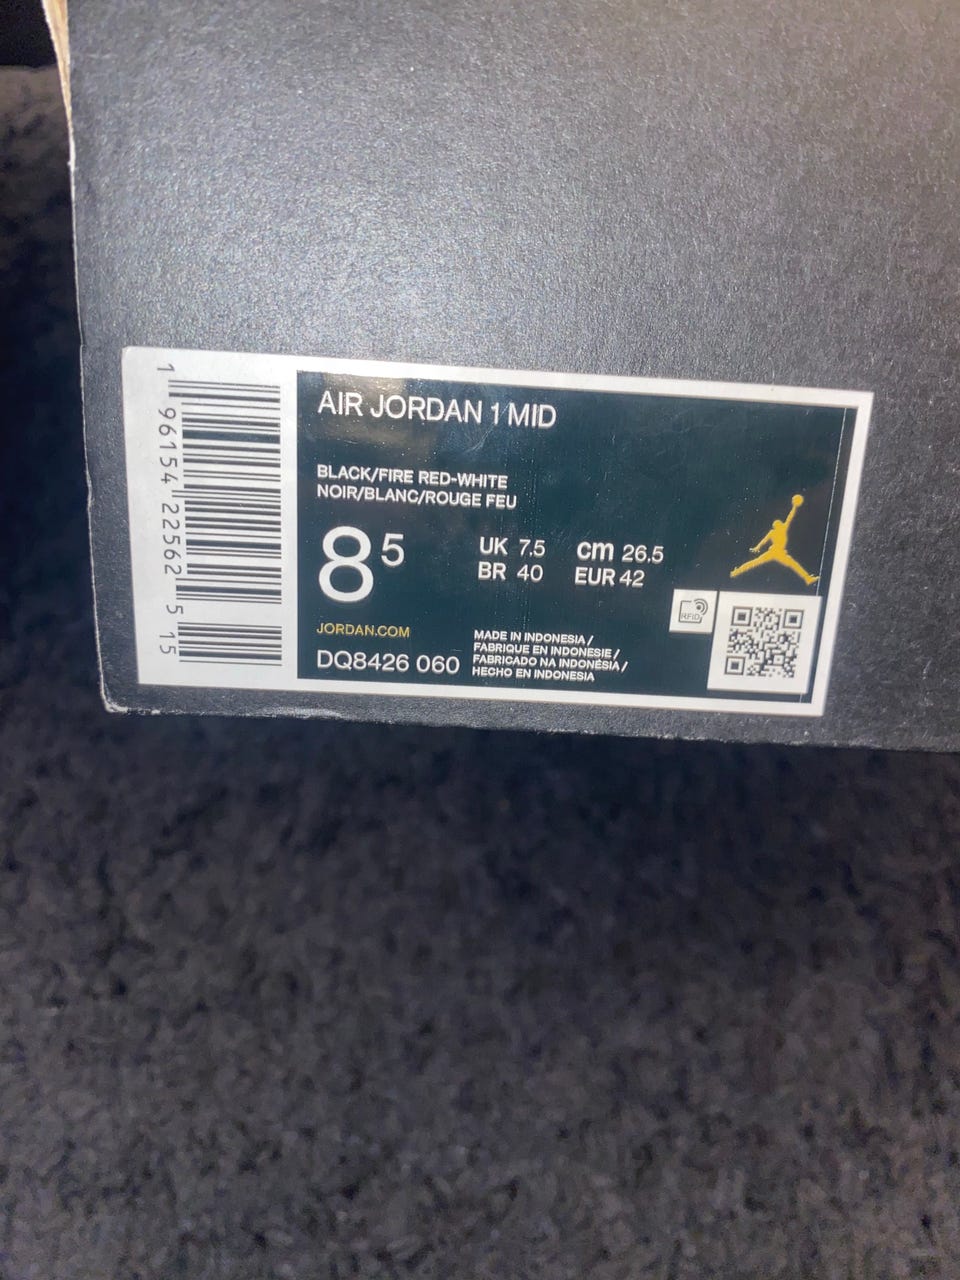 1 96154 22562 5 15
AIR JORDAN 1 MID
BLACK/FIRE RED-WHITE
NOIR/BLANC/ROUGE FEU
8 5
UK 7.5 cm 26.5
BR 40 EUR 42
RFID
JORDAN.COM
DQ8426 060
MADE IN INDONESIA /
FABRIQUE EN INDONESIE /
FABRICADO NA INDONÉSIA /
HECHO EN INDONESIA